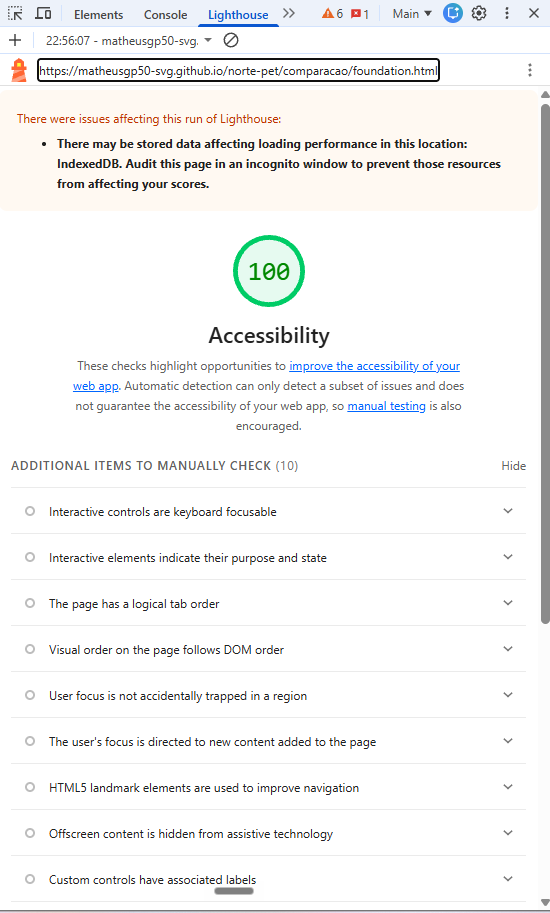 Elements Console Lighthouse 6 1 Main
22:56:07 - matheusgp50-svg.
https://matheusgp50-svg.github.io/norte-pet/comparacao/foundation.html
There were issues affecting this run of Lighthouse:
• There may be stored data affecting loading performance in this location:
IndexedDB. Audit this page in an incognito window to prevent those resources
from affecting your scores.
100
Accessibility
These checks highlight opportunities to improve the accessibility of your
web app. Automatic detection can only detect a subset of issues and does
not guarantee the accessibility of your web app, so manual testing is also
encouraged.
ADDITIONAL ITEMS TO MANUALLY CHECK (10) Hide
Interactive controls are keyboard focusable
Interactive elements indicate their purpose and state
The page has a logical tab order
Visual order on the page follows DOM order
User focus is not accidentally trapped in a region
The user's focus is directed to new content added to the page
HTML5 landmark elements are used to improve navigation
Offscreen content is hidden from assistive technology
Custom controls have associated labels